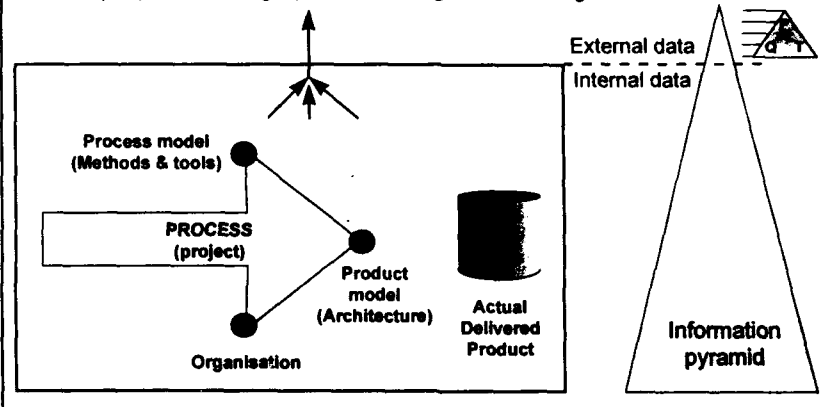 External data
Internal data
Process model
(Methods & tools)
PROCESS
(project)
Product
model
(Architecture)
Organisation
Actual
Delivered
Product
Information
pyramid
Q
T